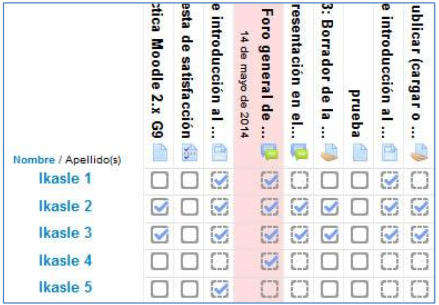 ctica Moodle 2.x G9
esta de satisfacción
e introducción al ...
Foro general de ...
14 de mayo de 2014
resentación en el...
3: Borrador de la ...
prueba
e introducción al ...
ublicar (cargar o ...
Nombre / Apellido(s)
Ikasle 1
Ikasle 2
Ikasle 3
Ikasle 4
Ikasle 5